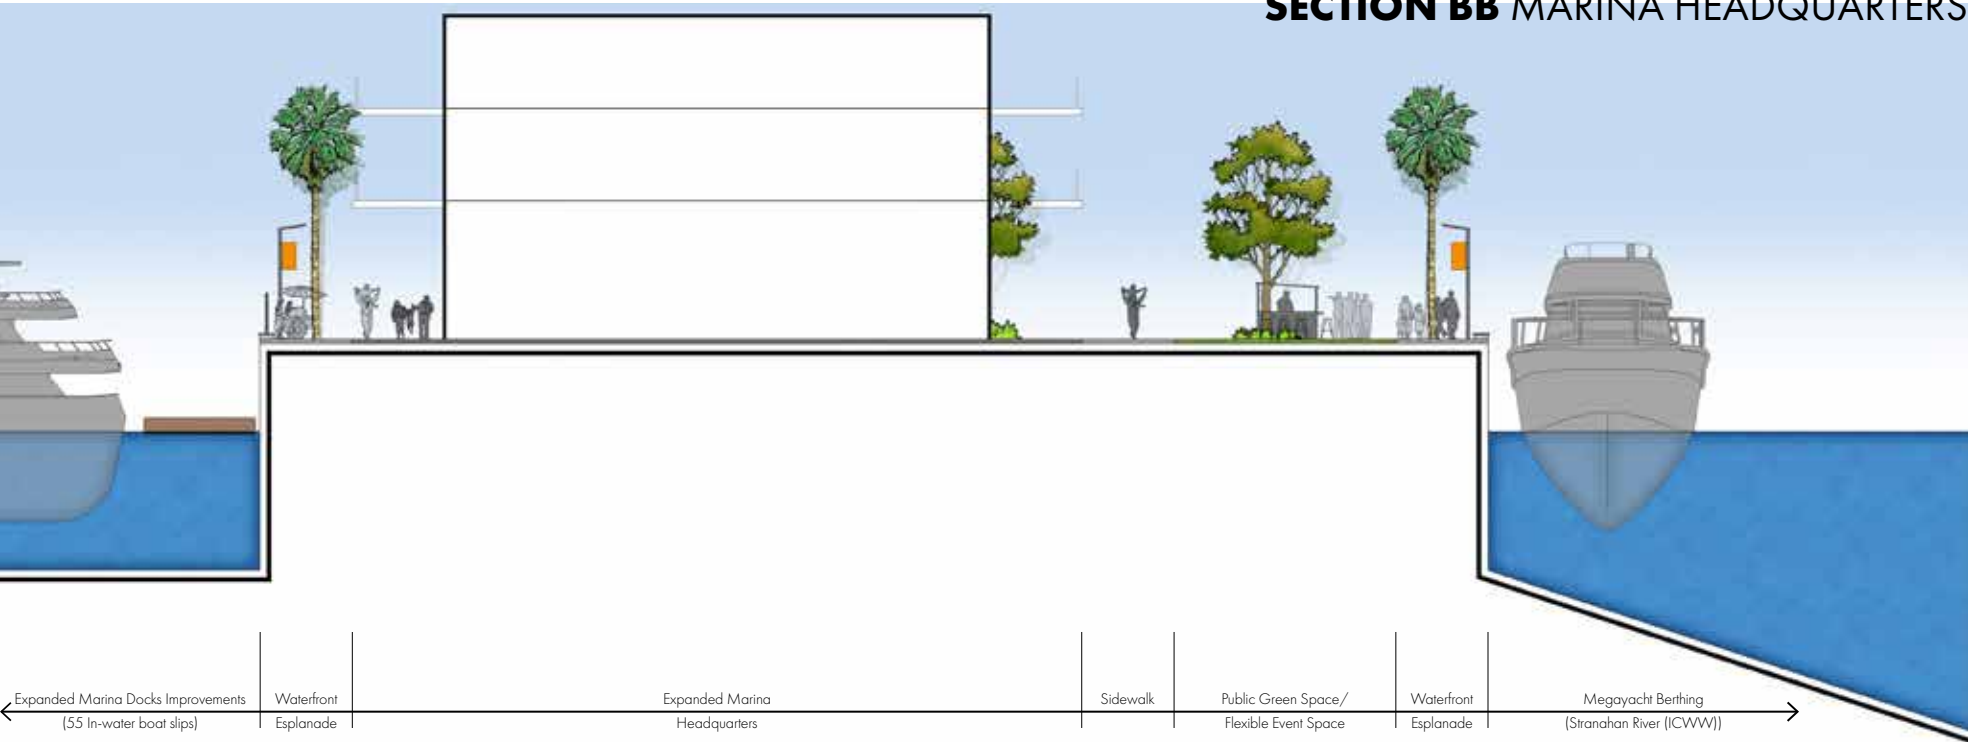 SECTION BB MARINA HEADQUARTERS
Expanded Marina Docks Improvements
(55 In-water boat slips)
Waterfront
Esplanade
Expanded Marina
Headquarters
Sidewalk
Public Green Space/
Flexible Event Space
Waterfront
Esplanade
Megayacht Berthing
(Stranahan River (ICWW))